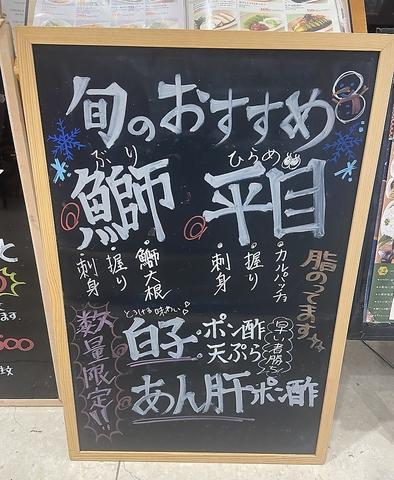 旬のおすすめ
ぶり
鰤
・鰤大根
・握り
・刺身
ひらめ
平目
・カルパッチョ
・握り
・刺身
脂のってます
数量限定!!
とろける味わい
白子
・ポン酢
・天ぷら
早い者勝ち!
あん肝ポン酢